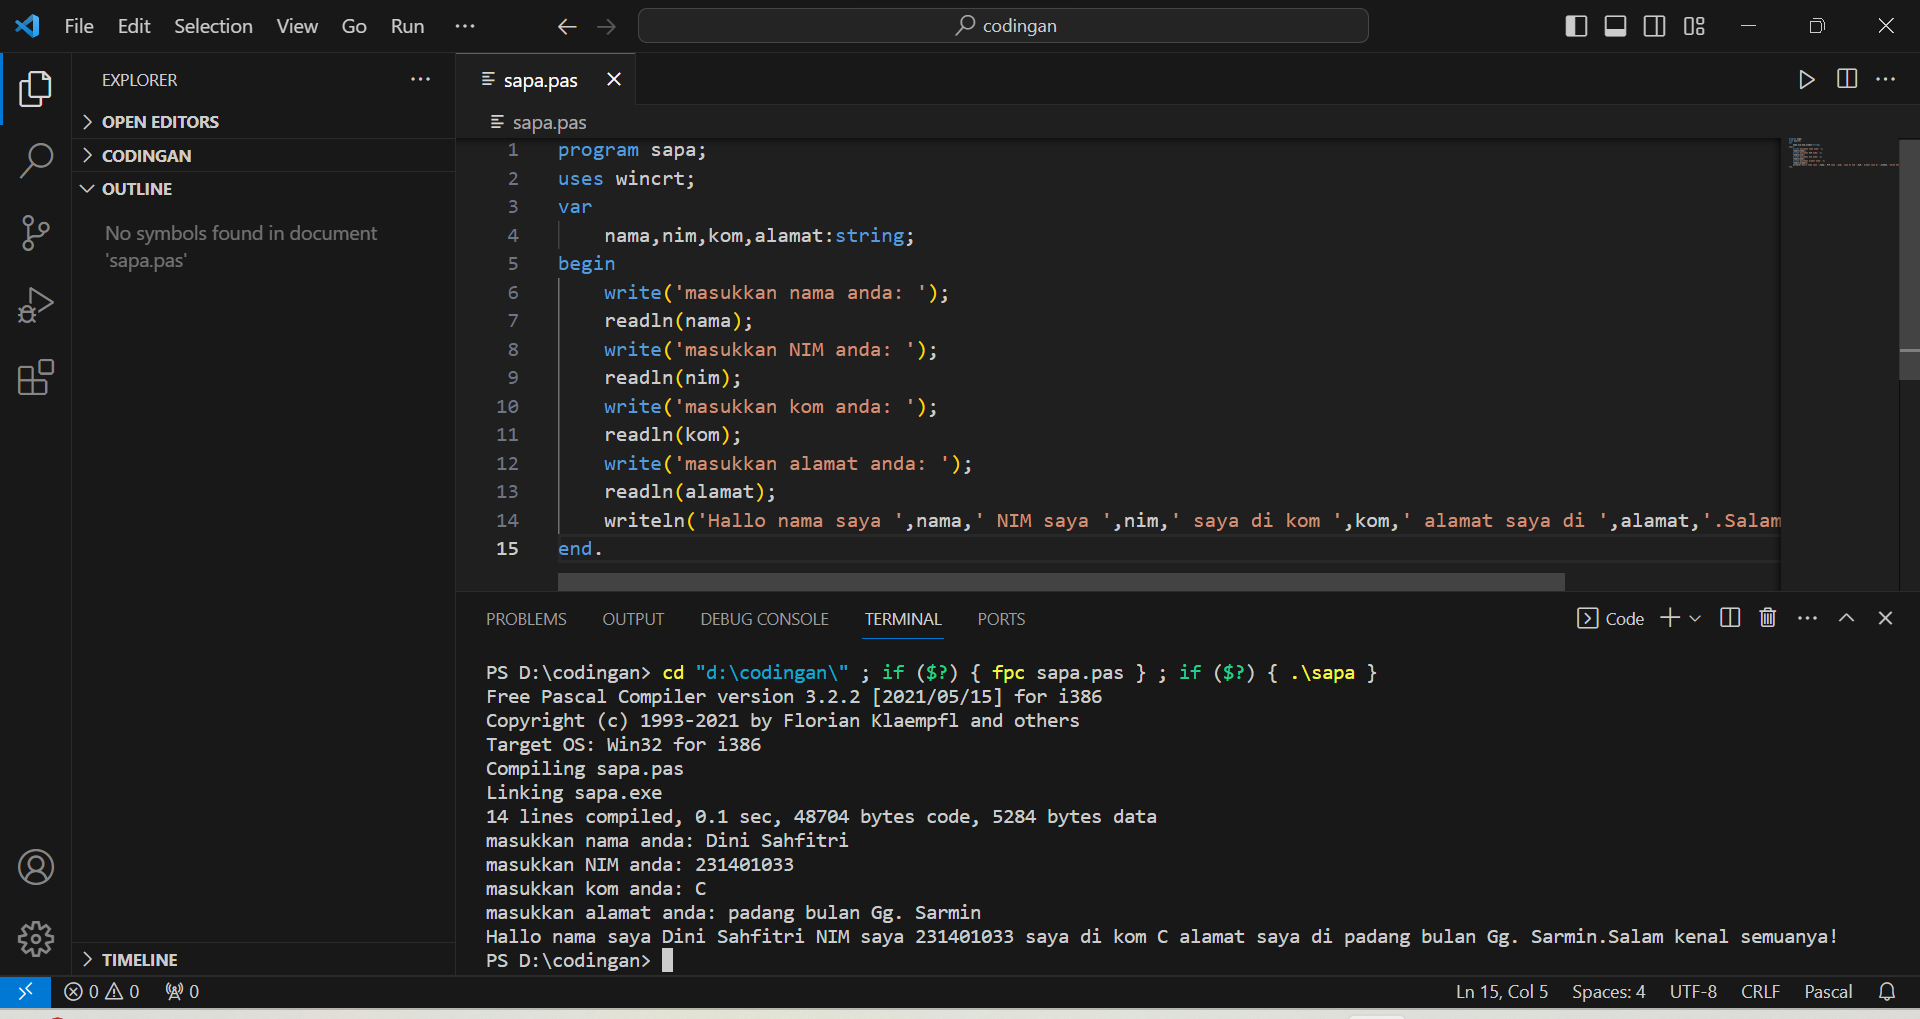 File Edit Selection View Go Run ··· codingan
EXPLORER ···
OPEN EDITORS
CODINGAN
OUTLINE
No symbols found in document
'sapa.pas'
TIMELINE
sapa.pas
sapa.pas
1 program sapa;
2 uses wincrt;
3 var
4 nama,nim,kom,alamat:string;
5 begin
6 write('masukkan nama anda: ');
7 readln(nama);
8 write('masukkan NIM anda: ');
9 readln(nim);
10 write('masukkan kom anda: ');
11 readln(kom);
12 write('masukkan alamat anda: ');
13 readln(alamat);
14 writeln('Hallo nama saya ',nama,' NIM saya ',nim,' saya di kom ',kom,' alamat saya di ',alamat,'.Salam
15 end.
PROBLEMS OUTPUT DEBUG CONSOLE TERMINAL PORTS Code
PS D:\codingan> cd "d:\codingan\" ; if ($?) { fpc sapa.pas } ; if ($?) { .\sapa }
Free Pascal Compiler version 3.2.2 [2021/05/15] for i386
Copyright (c) 1993-2021 by Florian Klaempfl and others
Target OS: Win32 for i386
Compiling sapa.pas
Linking sapa.exe
14 lines compiled, 0.1 sec, 48704 bytes code, 5284 bytes data
masukkan nama anda: Dini Sahfitri
masukkan NIM anda: 231401033
masukkan kom anda: C
masukkan alamat anda: padang bulan Gg. Sarmin
Hallo nama saya Dini Sahfitri NIM saya 231401033 saya di kom C alamat saya di padang bulan Gg. Sarmin.Salam kenal semuanya!
PS D:\codingan>
0 0 0 Ln 15, Col 5 Spaces: 4 UTF-8 CRLF Pascal